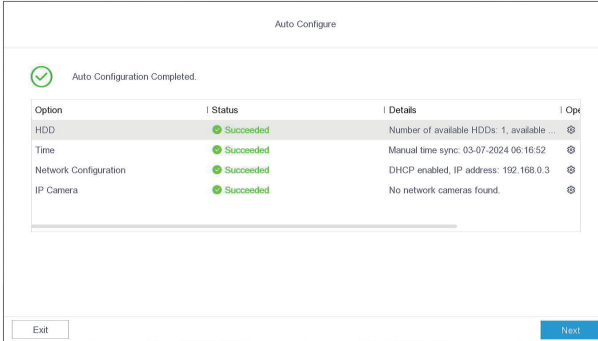 Auto Configure
Auto Configuration Completed.
Option | Status | Details | Ope
HDD Succeeded Number of available HDDs: 1, available ...
Time Succeeded Manual time sync: 03-07-2024 06:16:52
Network Configuration Succeeded DHCP enabled, IP address: 192.168.0.3
IP Camera Succeeded No network cameras found.
Exit Next